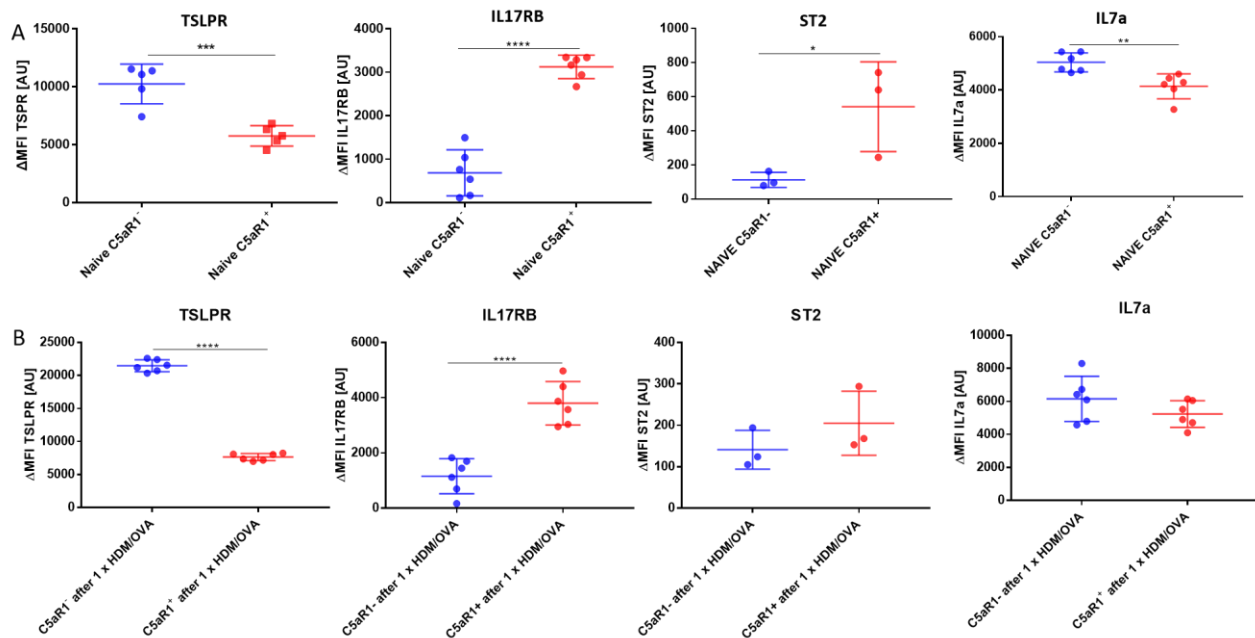 A
TSLPR
***
ΔMFI TSPR [AU]
15000
10000
5000
0
Naive C5aR1⁻
Naive C5aR1⁺
IL17RB
****
ΔMFI IL17RB [AU]
4000
3000
2000
1000
0
Naive C5aR1⁻
Naive C5aR1⁺
ST2
*
ΔMFI ST2 [AU]
1000
800
600
400
200
0
NAIVE C5aR1-
NAIVE C5aR1+
IL7a
**
ΔMFI IL7a [AU]
6000
4000
2000
0
NAIVE C5aR1⁻
NAIVE C5aR1⁺
B
TSLPR
****
ΔMFI TSLPR [AU]
25000
20000
15000
10000
5000
0
C5aR1⁻ after 1 x HDM/OVA
C5aR1⁺ after 1 x HDM/OVA
IL17RB
****
ΔMFI IL17RB [AU]
6000
4000
2000
0
C5aR1- after 1 x HDM/OVA
C5aR1+ after 1 x HDM/OVA
ST2
ΔMFI ST2 [AU]
400
300
200
100
0
C5aR1- after 1 x HDM/OVA
C5aR1+ after 1 x HDM/OVA
IL7a
ΔMFI IL7a [AU]
10000
8000
6000
4000
2000
0
C5aR1- after 1 x HDM/OVA
C5aR1⁺ after 1 x HDM/OVA